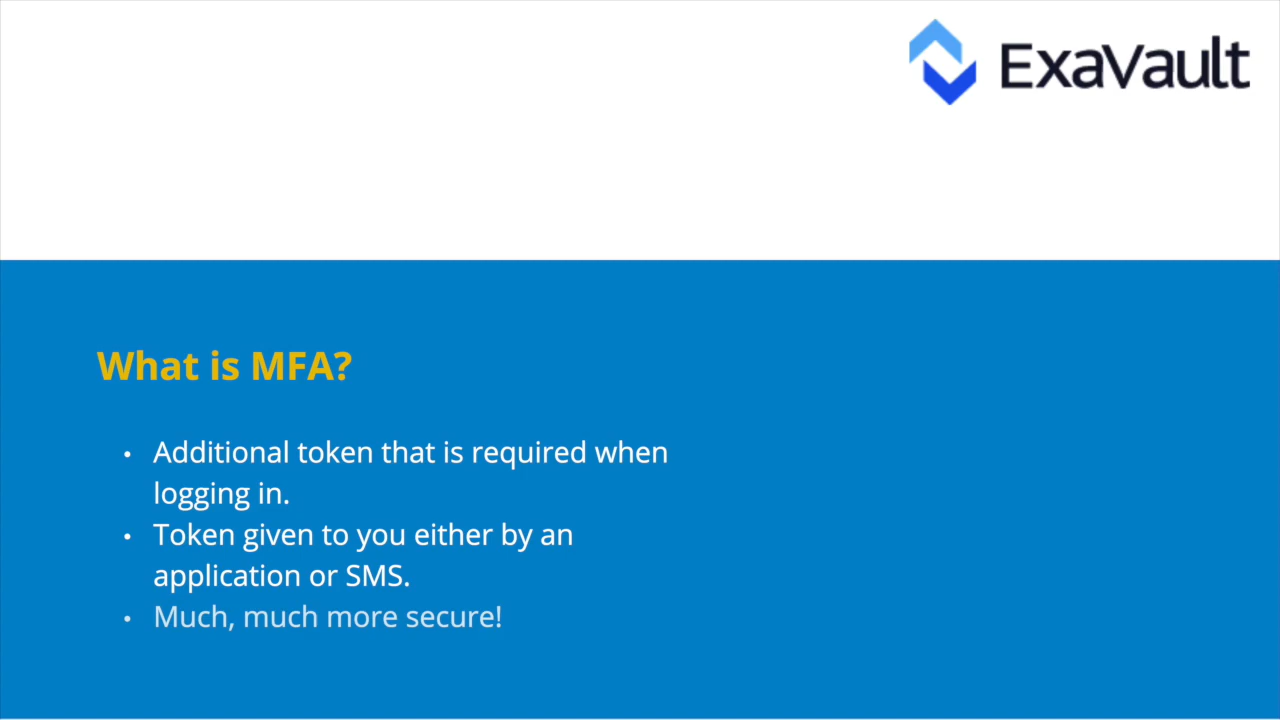 ExaVault
What is MFA?
• Additional token that is required when
logging in.
• Token given to you either by an
application or SMS.
• Much, much more secure!